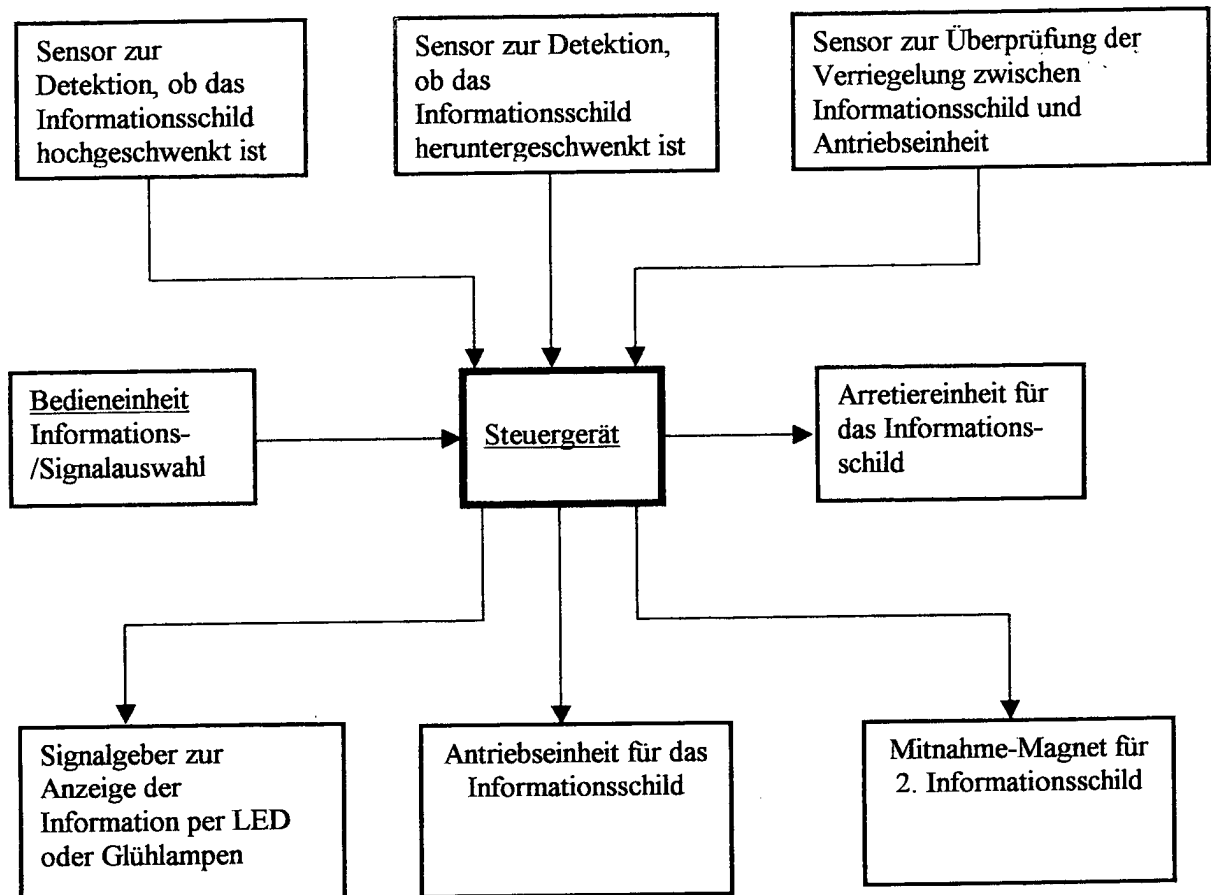 Sensor zur
Detektion, ob das
Informationsschild
hochgeschwenkt ist
Sensor zur Detektion,
ob das
Informationsschild
heruntergeschwenkt ist
Sensor zur Überprüfung der
Verriegelung zwischen
Informationsschild und
Antriebseinheit
Bedieneinheit
Informations-
/Signalauswahl
Steuergerät
Arretiereinheit für
das Informations-
schild
Signalgeber zur
Anzeige der
Information per LED
oder Glühlampen
Antriebseinheit für das
Informationsschild
Mitnahme-Magnet für
2. Informationsschild